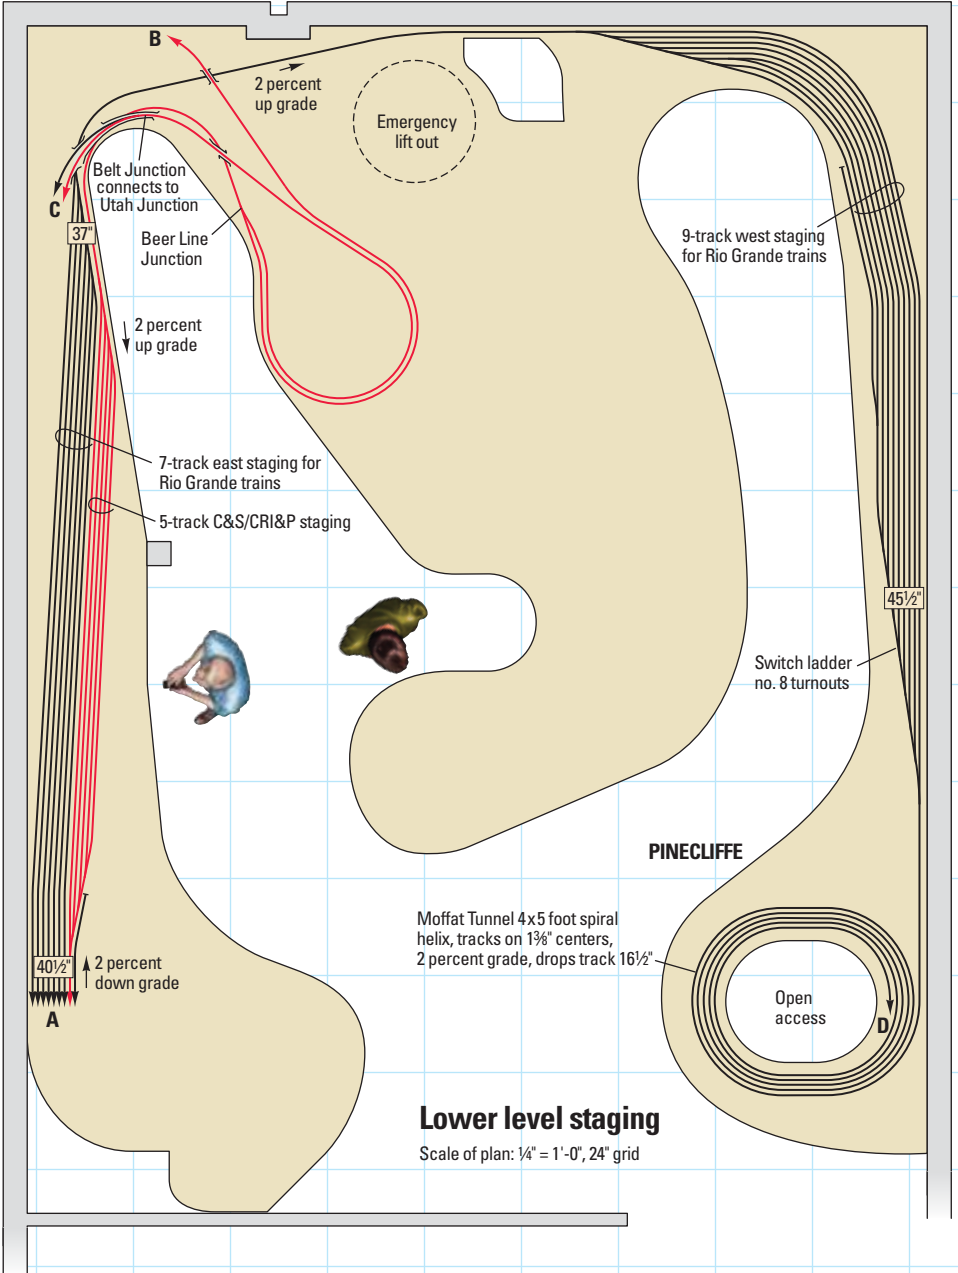 B
2 percent
up grade
Emergency
lift out
Belt Junction
connects to
Utah Junction
C
37"
Beer Line
Junction
9-track west staging
for Rio Grande trains
2 percent
up grade
7-track east staging for
Rio Grande trains
5-track C&S/CRI&P staging
45½"
Switch ladder
no. 8 turnouts
PINECLIFFE
Moffat Tunnel 4x5 foot spiral
helix, tracks on 1⅜" centers,
2 percent grade, drops track 16½"
40½"
2 percent
down grade
A
Open
access
D
Lower level staging
Scale of plan: ¼" = 1'-0", 24" grid